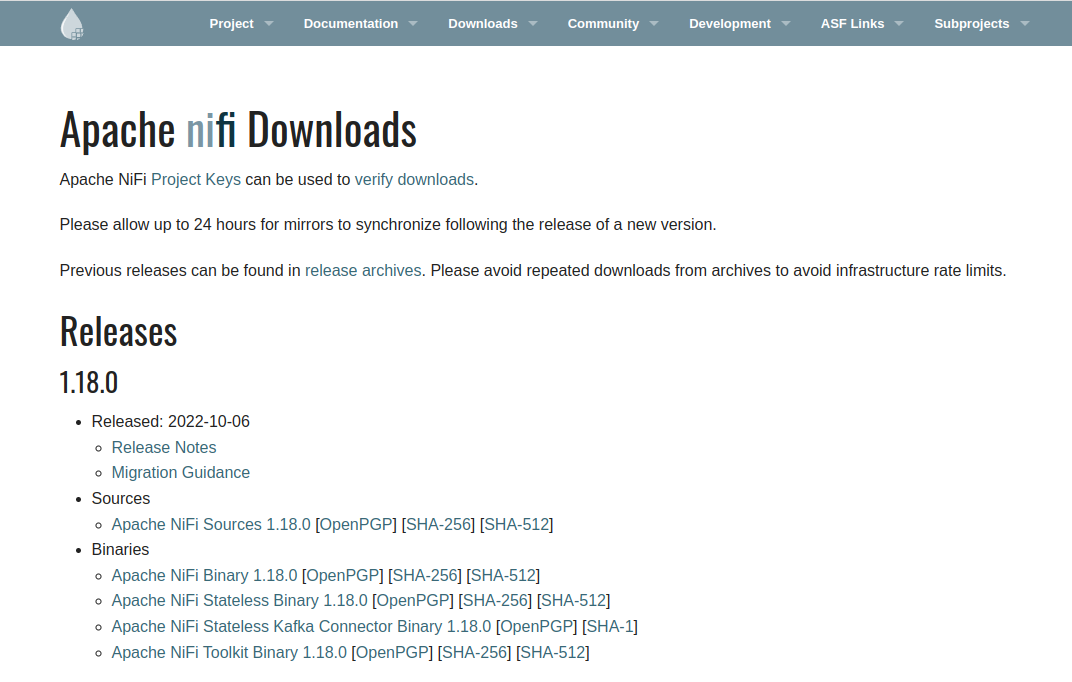 Project Documentation Downloads Community Development ASF Links Subprojects
Apache nifi Downloads
Apache NiFi Project Keys can be used to verify downloads.
Please allow up to 24 hours for mirrors to synchronize following the release of a new version.
Previous releases can be found in release archives. Please avoid repeated downloads from archives to avoid infrastructure rate limits.
Releases
1.18.0
Released: 2022-10-06
Release Notes
Migration Guidance
Sources
Apache NiFi Sources 1.18.0 [OpenPGP] [SHA-256] [SHA-512]
Binaries
Apache NiFi Binary 1.18.0 [OpenPGP] [SHA-256] [SHA-512]
Apache NiFi Stateless Binary 1.18.0 [OpenPGP] [SHA-256] [SHA-512]
Apache NiFi Stateless Kafka Connector Binary 1.18.0 [OpenPGP] [SHA-1]
Apache NiFi Toolkit Binary 1.18.0 [OpenPGP] [SHA-256] [SHA-512]